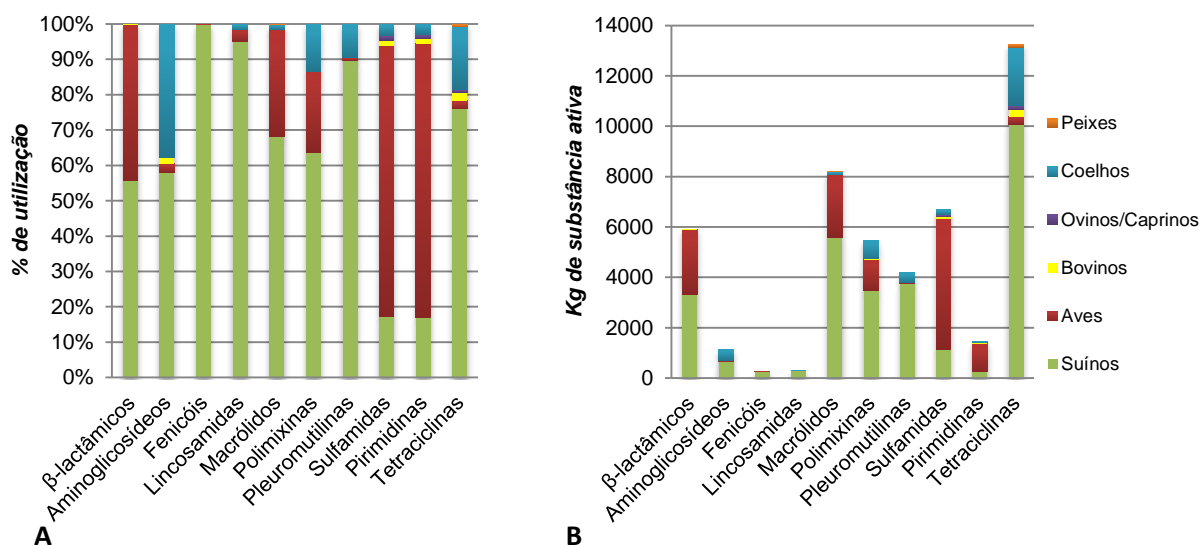 % de utilização
100%
90%
80%
70%
60%
50%
40%
30%
20%
10%
0%
β-lactâmicos
Aminoglicosídeos
Fenicóis
Lincosamidas
Macrólidos
Polimixinas
Pleuromutilinas
Sulfamidas
Pirimidinas
Tetraciclinas
A
Kg de substância ativa
14000
12000
10000
8000
6000
4000
2000
0
β-lactâmicos
Aminoglicosídeos
Fenicóis
Lincosamidas
Macrólidos
Polimixinas
Pleuromutilinas
Sulfamidas
Pirimidinas
Tetraciclinas
B
Peixes
Coelhos
Ovinos/Caprinos
Bovinos
Aves
Suínos